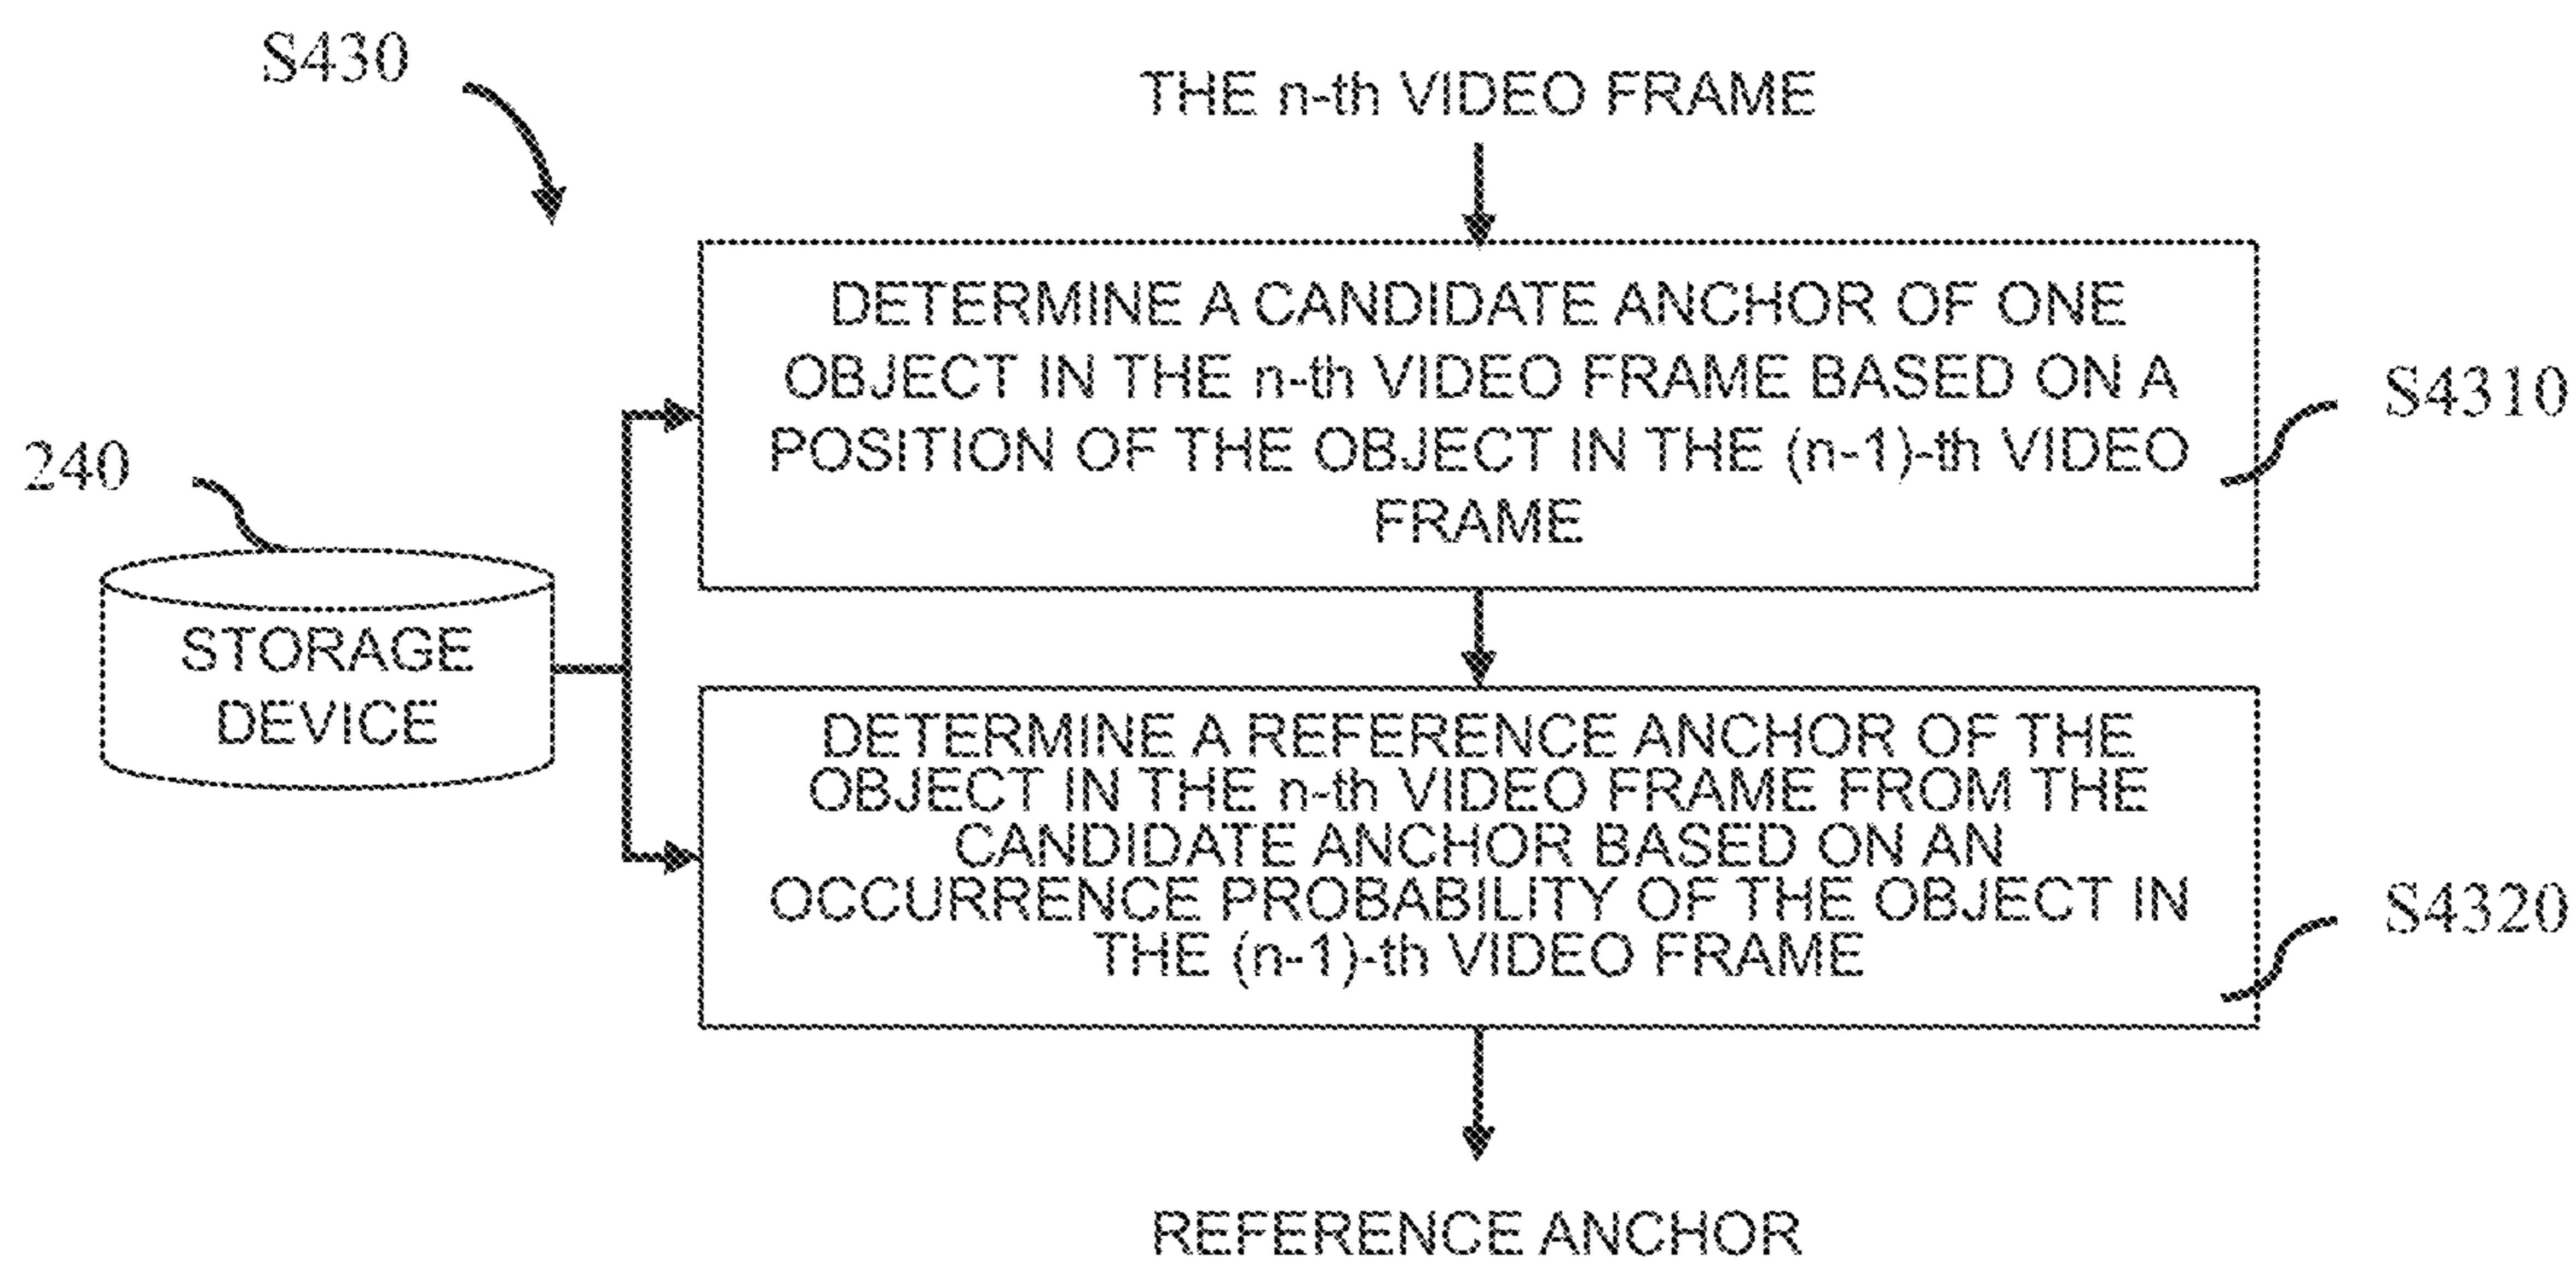 S430
THE n-th VIDEO FRAME
DETERMINE A CANDIDATE ANCHOR OF ONE
OBJECT IN THE n-th VIDEO FRAME BASED ON A
POSITION OF THE OBJECT IN THE (n-1)-th VIDEO
FRAME
S4310
240
STORAGE
DEVICE
DETERMINE A REFERENCE ANCHOR OF THE
OBJECT IN THE n-th VIDEO FRAME FROM THE
CANDIDATE ANCHOR BASED ON AN
OCCURRENCE PROBABILITY OF THE OBJECT IN
THE (n-1)-th VIDEO FRAME
S4320
REFERENCE ANCHOR